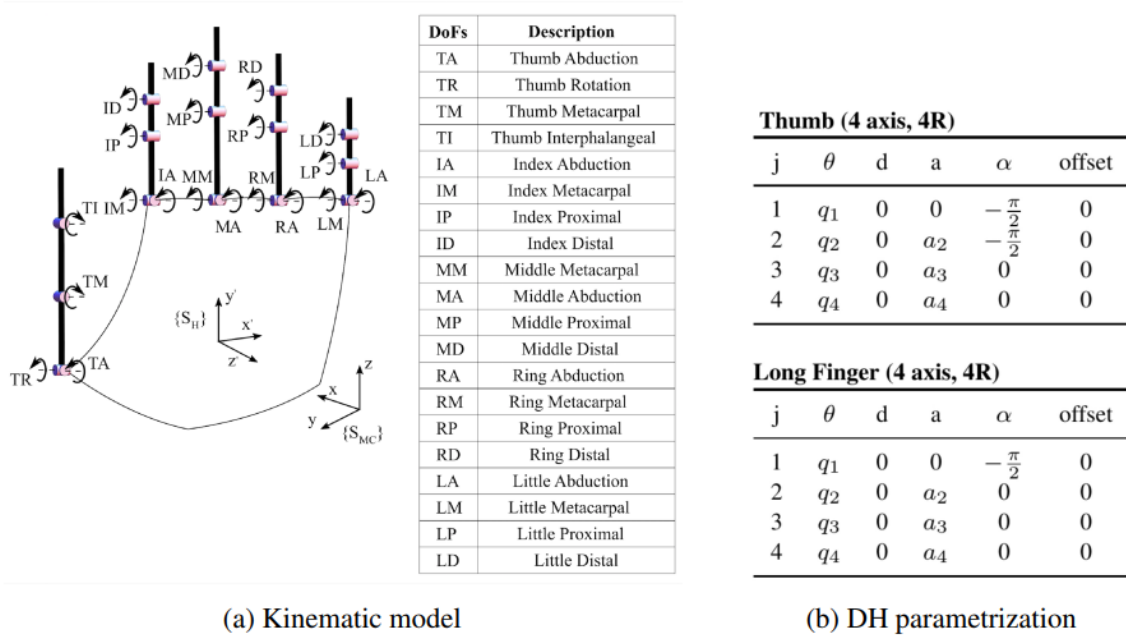 MD
RD
ID
MP
RP
LD
IP
IA MM
RM
LP
LA
TI IM
MA
RA
LM
TM
y'
{S_H}
x'
z'
TR
TA
z
x
y
{S_MC}
DoFs Description
TA Thumb Abduction
TR Thumb Rotation
TM Thumb Metacarpal
TI Thumb Interphalangeal
IA Index Abduction
IM Index Metacarpal
IP Index Proximal
ID Index Distal
MM Middle Metacarpal
MA Middle Abduction
MP Middle Proximal
MD Middle Distal
RA Ring Abduction
RM Ring Metacarpal
RP Ring Proximal
RD Ring Distal
LA Little Abduction
LM Little Metacarpal
LP Little Proximal
LD Little Distal
(a) Kinematic model
Thumb (4 axis, 4R)
j θ d a α offset
1 q₁ 0 0 −π/2 0
2 q₂ 0 a₂ −π/2 0
3 q₃ 0 a₃ 0 0
4 q₄ 0 a₄ 0 0
Long Finger (4 axis, 4R)
j θ d a α offset
1 q₁ 0 0 −π/2 0
2 q₂ 0 a₂ 0 0
3 q₃ 0 a₃ 0 0
4 q₄ 0 a₄ 0 0
(b) DH parametrization